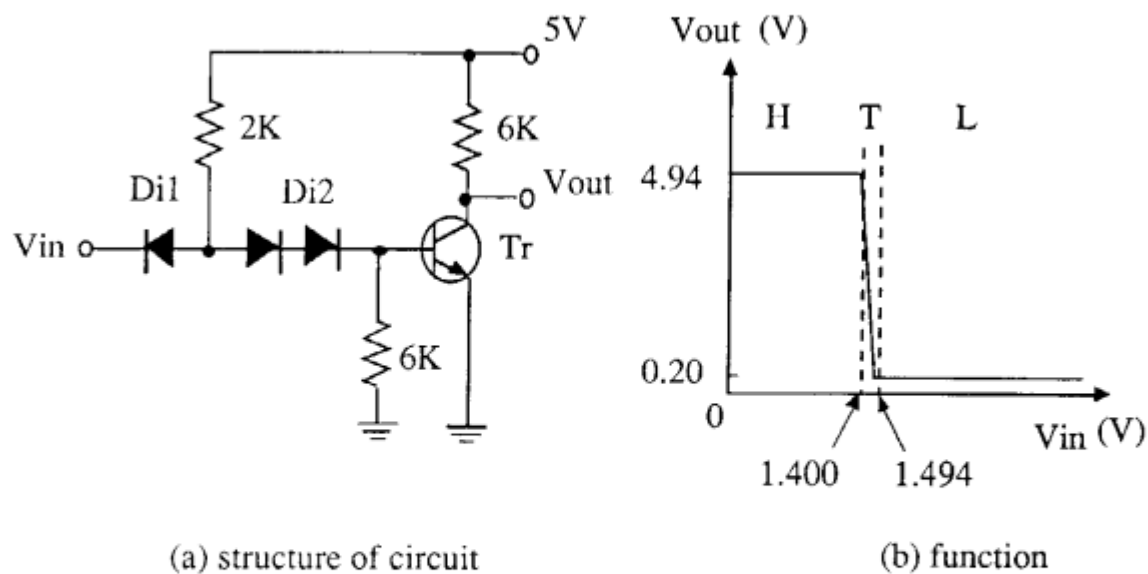 5V
2K
6K
Di1
Di2
Vout
Vin
Tr
6K
(a) structure of circuit
Vout (V)
H
T
L
4.94
0.20
0
Vin (V)
1.400
1.494
(b) function